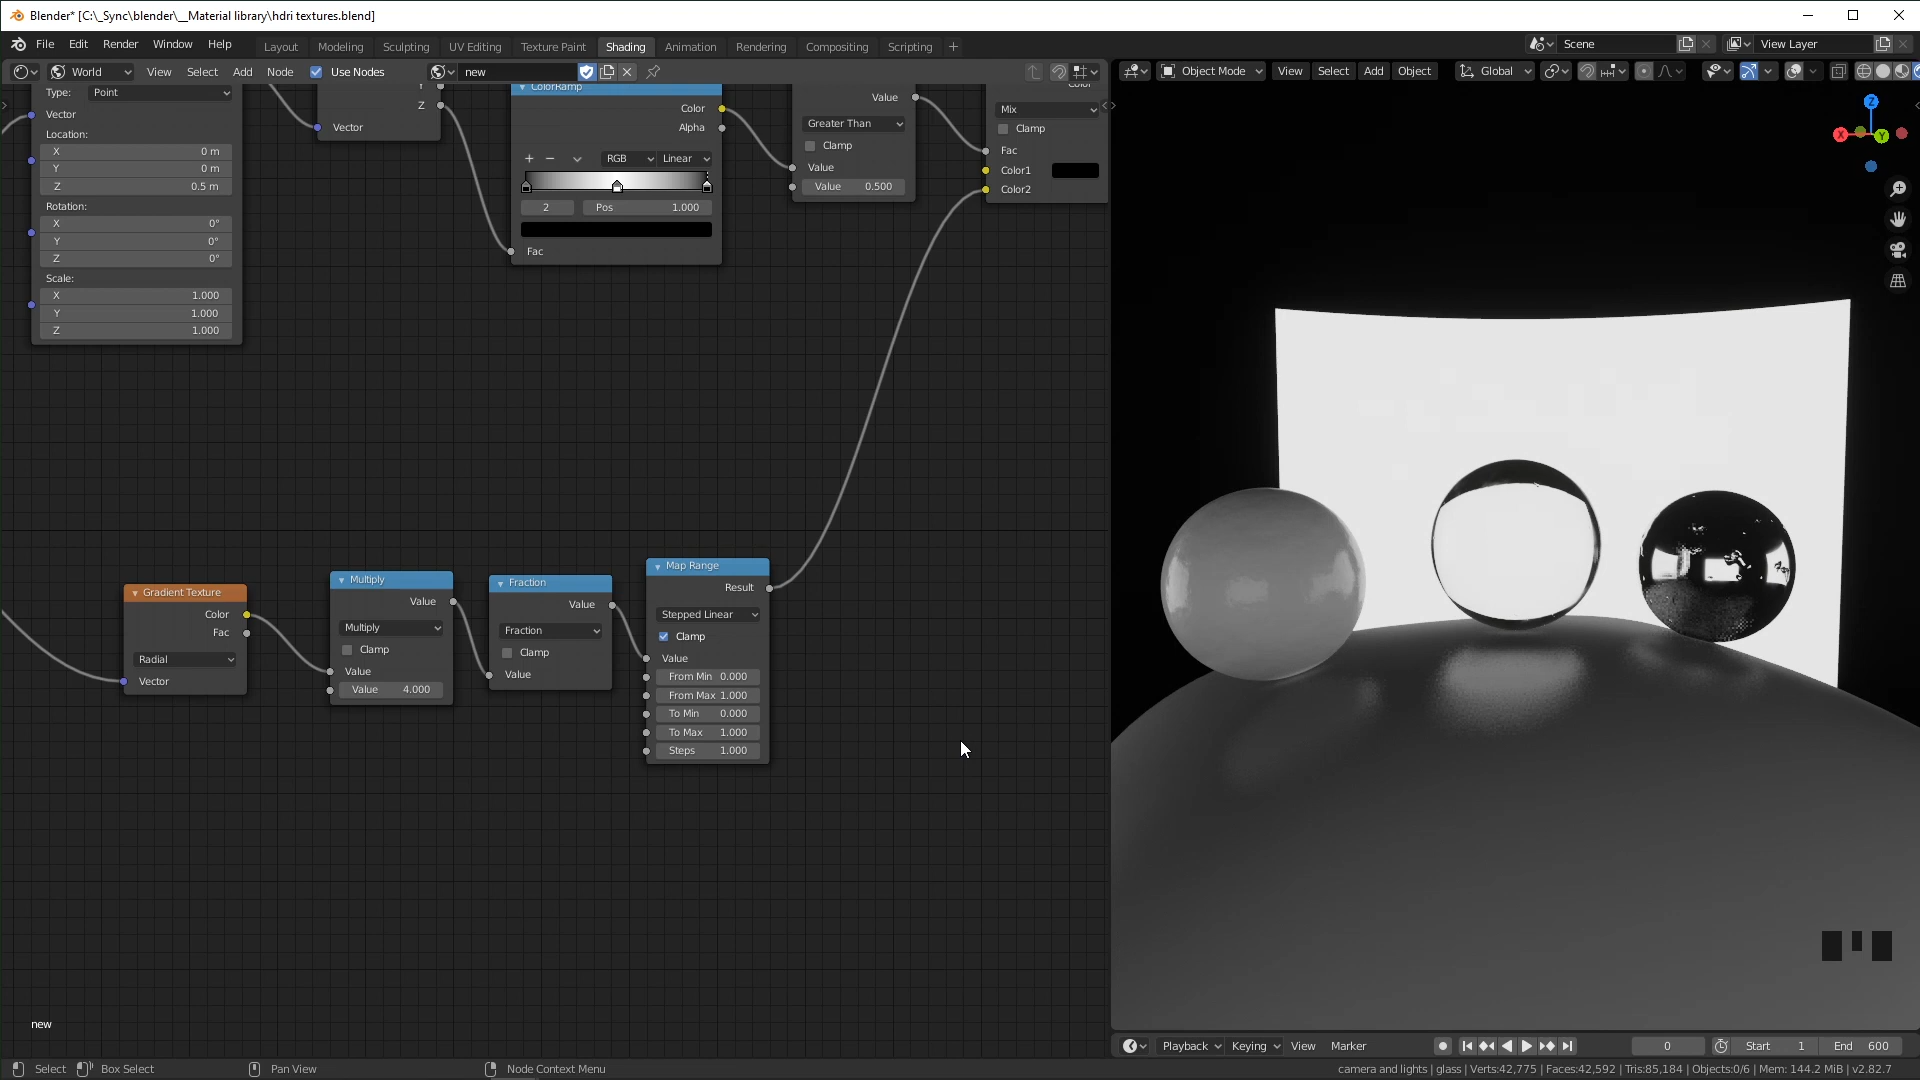 Blender* [C:\_Sync\blender\__Material library\hdri textures.blend]
File Edit Render Window Help Layout Modeling Sculpting UV Editing Texture Paint Shading Animation Rendering Compositing Scripting + Scene View Layer
World View Select Add Node Use Nodes new Object Mode View Select Add Object Global
Type: Point
Vector
Location:
X 0 m
Y 0 m
Z 0.5 m
Rotation:
X 0°
Y 0°
Z 0°
Scale:
X 1.000
Y 1.000
Z 1.000
Y
Z
Vector
ColorRamp
Color
Alpha
RGB Linear
2 Pos 1.000
Fac
Value
Greater Than
Clamp
Value
Value 0.500
Color
Mix
Clamp
Fac
Color1
Color2
Gradient Texture
Color
Fac
Radial
Vector
Multiply
Value
Multiply
Clamp
Value
Value 4.000
Fraction
Value
Fraction
Clamp
Value
Map Range
Result
Stepped Linear
Clamp
Value
From Min 0.000
From Max 1.000
To Min 0.000
To Max 1.000
Steps 1.000
Z
X
Y
new
Playback Keying View Marker 0 Start 1 End 600
Select Box Select Pan View Node Context Menu camera and lights | glass | Verts:42,775 | Faces:42,592 | Tris:85,184 | Objects:0/6 | Mem: 144.2 MiB | v2.82.7